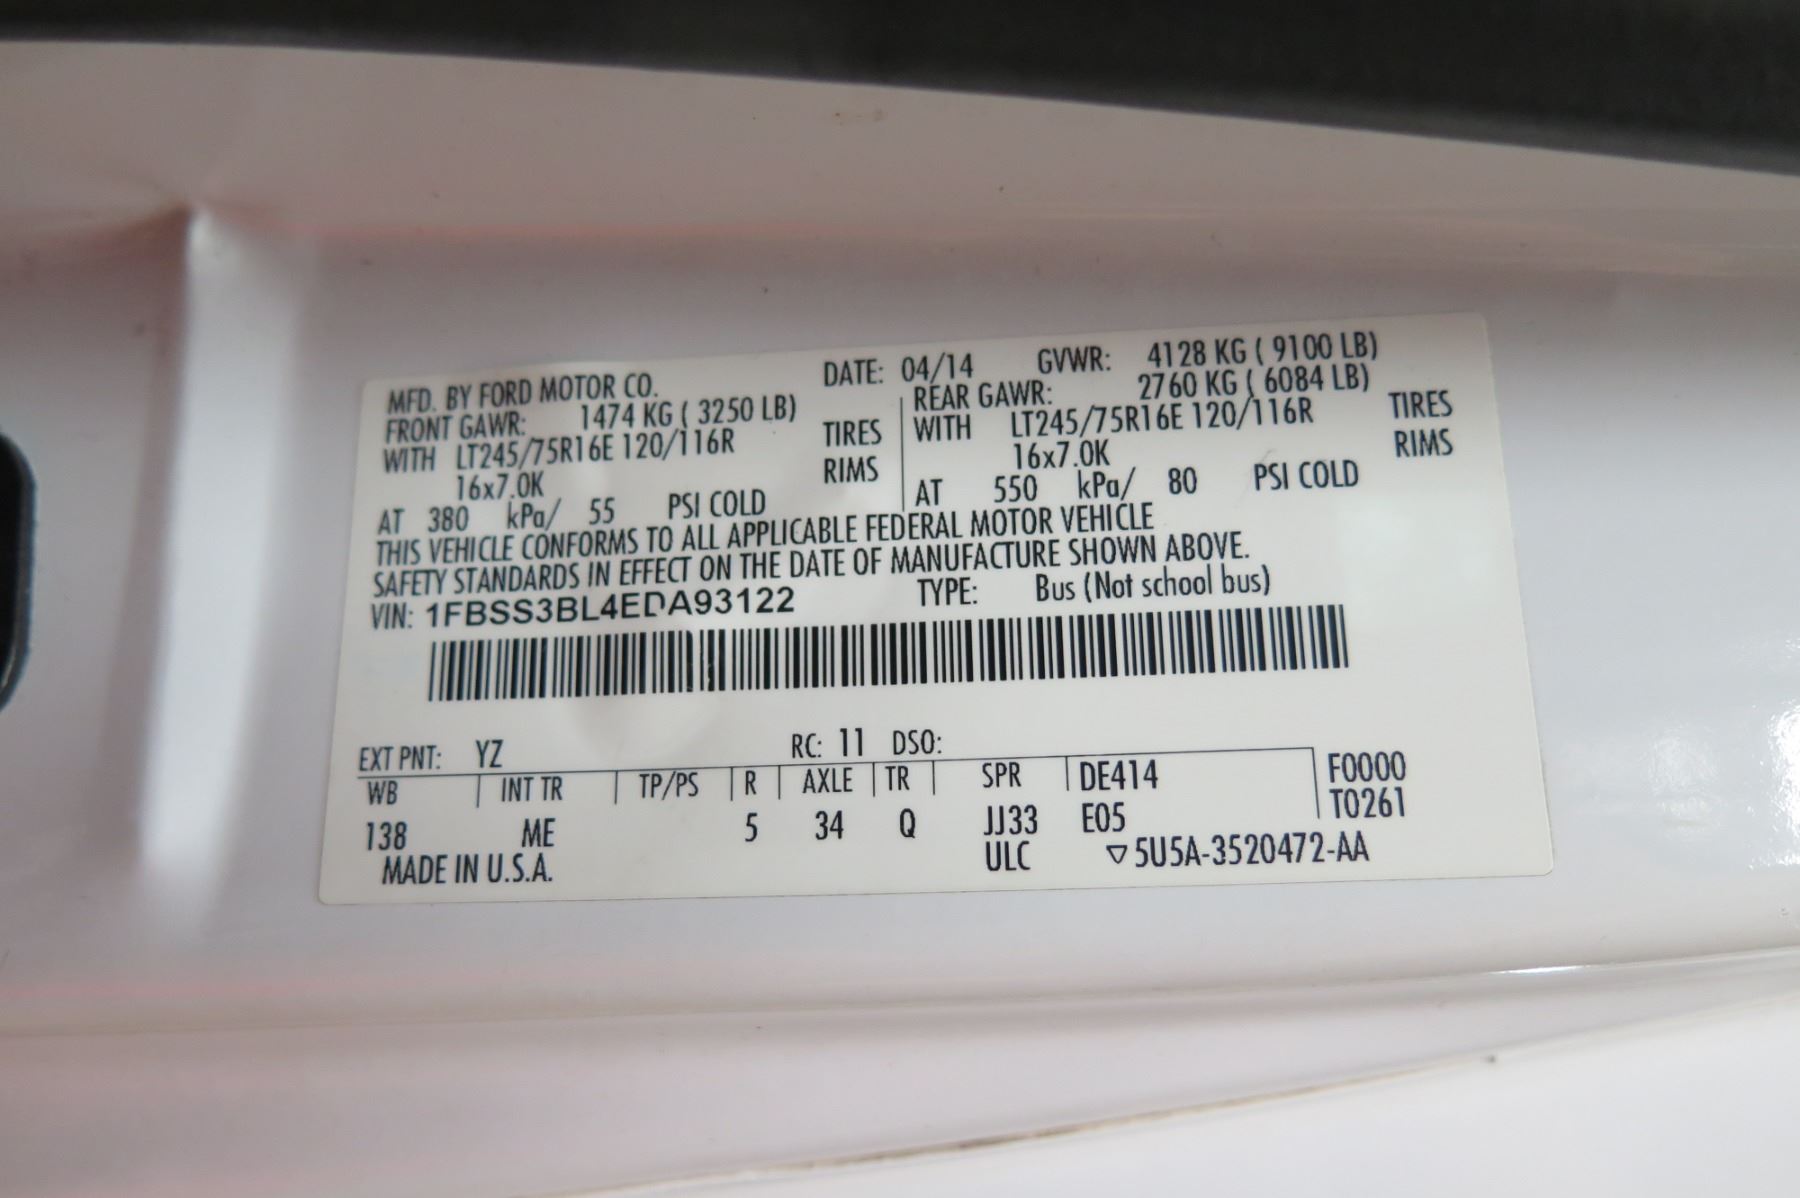 MFD. BY FORD MOTOR CO. DATE: 04/14 GVWR: 4128 KG ( 9100 LB)
FRONT GAWR: 1474 KG ( 3250 LB) REAR GAWR: 2760 KG ( 6084 LB)
WITH LT245/75R16E 120/116R TIRES WITH LT245/75R16E 120/116R TIRES
16x7.0K RIMS 16x7.0K RIMS
AT 380 kPa/ 55 PSI COLD AT 550 kPa/ 80 PSI COLD
THIS VEHICLE CONFORMS TO ALL APPLICABLE FEDERAL MOTOR VEHICLE
SAFETY STANDARDS IN EFFECT ON THE DATE OF MANUFACTURE SHOWN ABOVE.
VIN: 1FBSS3BL4EDA93122 TYPE: Bus (Not school bus)
EXT PNT: YZ RC: 11 DSO:
WB INT TR TP/PS R AXLE TR SPR DE414 F0000
138 ME 5 34 Q JJ33 E05 T0261
MADE IN U.S.A. ULC ▽5U5A-3520472-AA